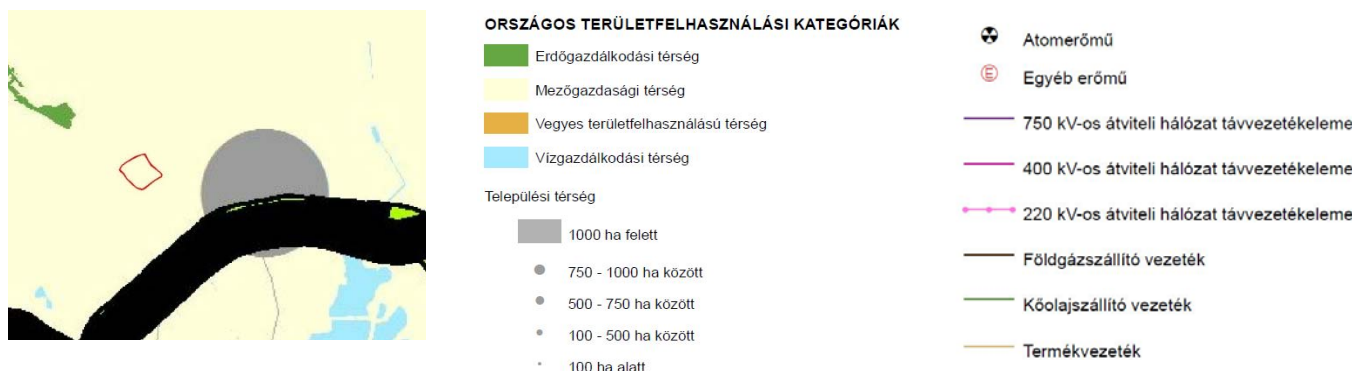 ORSZÁGOS TERÜLETFELHASZNÁLÁSI KATEGÓRIÁK
Erdőgazdálkodási térség
Mezőgazdasági térség
Vegyes területfelhasználású térség
Vízgazdálkodási térség
Települési térség
1000 ha felett
750 - 1000 ha között
500 - 750 ha között
100 - 500 ha között
100 ha alatt
Atomerőmű
E
Egyéb erőmű
750 kV-os átviteli hálózat távvezetékeleme
400 kV-os átviteli hálózat távvezetékeleme
220 kV-os átviteli hálózat távvezetékeleme
Földgázszállító vezeték
Kőolajszállító vezeték
Termékvezeték